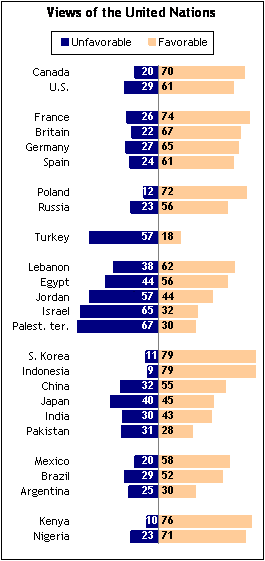 Views of the United Nations
Unfavorable Favorable
Canada 20 70
U.S. 29 61
France 26 74
Britain 22 67
Germany 27 65
Spain 24 61
Poland 12 72
Russia 23 56
Turkey 57 18
Lebanon 38 62
Egypt 44 56
Jordan 57 44
Israel 65 32
Palest. ter. 67 30
S. Korea 11 79
Indonesia 9 79
China 32 55
Japan 40 45
India 30 43
Pakistan 31 28
Mexico 20 58
Brazil 29 52
Argentina 25 30
Kenya 10 76
Nigeria 23 71